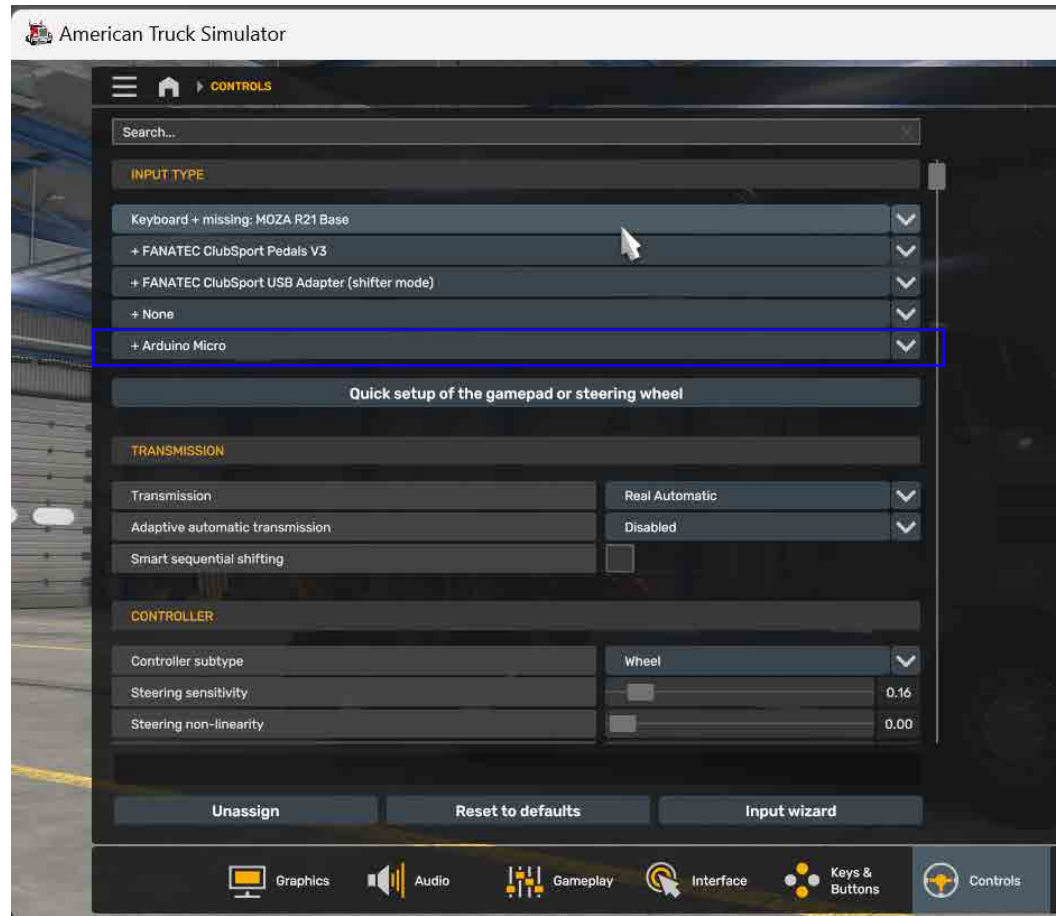 American Truck Simulator
CONTROLS
Search...
INPUT TYPE
Keyboard + missing: MOZA R21 Base
+ FANATEC ClubSport Pedals V3
+ FANATEC ClubSport USB Adapter (shifter mode)
+ None
+ Arduino Micro
Quick setup of the gamepad or steering wheel
TRANSMISSION
Transmission Real Automatic
Adaptive automatic transmission Disabled
Smart sequential shifting
CONTROLLER
Controller subtype Wheel
Steering sensitivity 0.16
Steering non-linearity 0.00
Unassign Reset to defaults Input wizard
Graphics Audio Gameplay Interface Keys & Buttons Controls